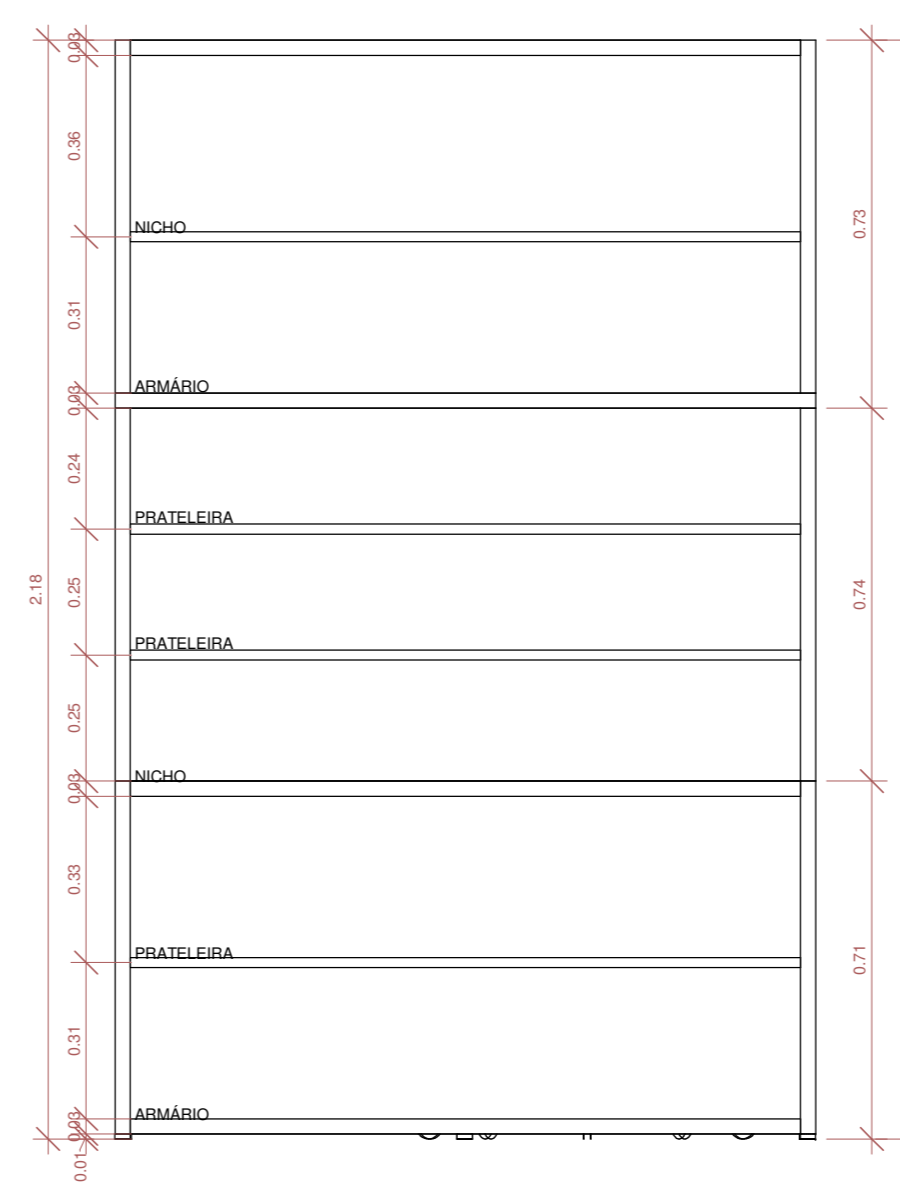 0.03
0.36
NICHO
0.73
0.31
ARMÁRIO
0.03
0.24
PRATELEIRA
2.18
0.25
0.74
PRATELEIRA
0.25
NICHO
0.03
0.33
PRATELEIRA
0.71
0.31
ARMÁRIO
0.03
0.01